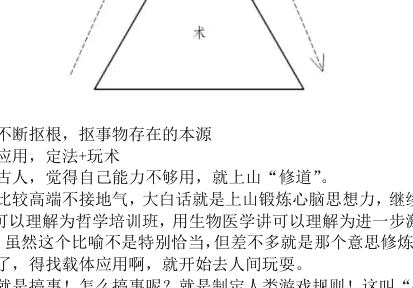 术
不断抠根，抠事物存在的本源
应用，定法+玩术
古人，觉得自己能力不够用，就上山“修道”。
比较高端不接地气，大白话就是上山锻炼心脑思想力，继续
可以理解为哲学培训班，用生物医学讲可以理解为进一步激
虽然这个比喻不是特别恰当，但差不多就是那个意思修炼
了，得找载体应用啊，就开始去人间玩耍。
就是搞事！怎么搞事呢？就是制定人类游戏规则！这叫“